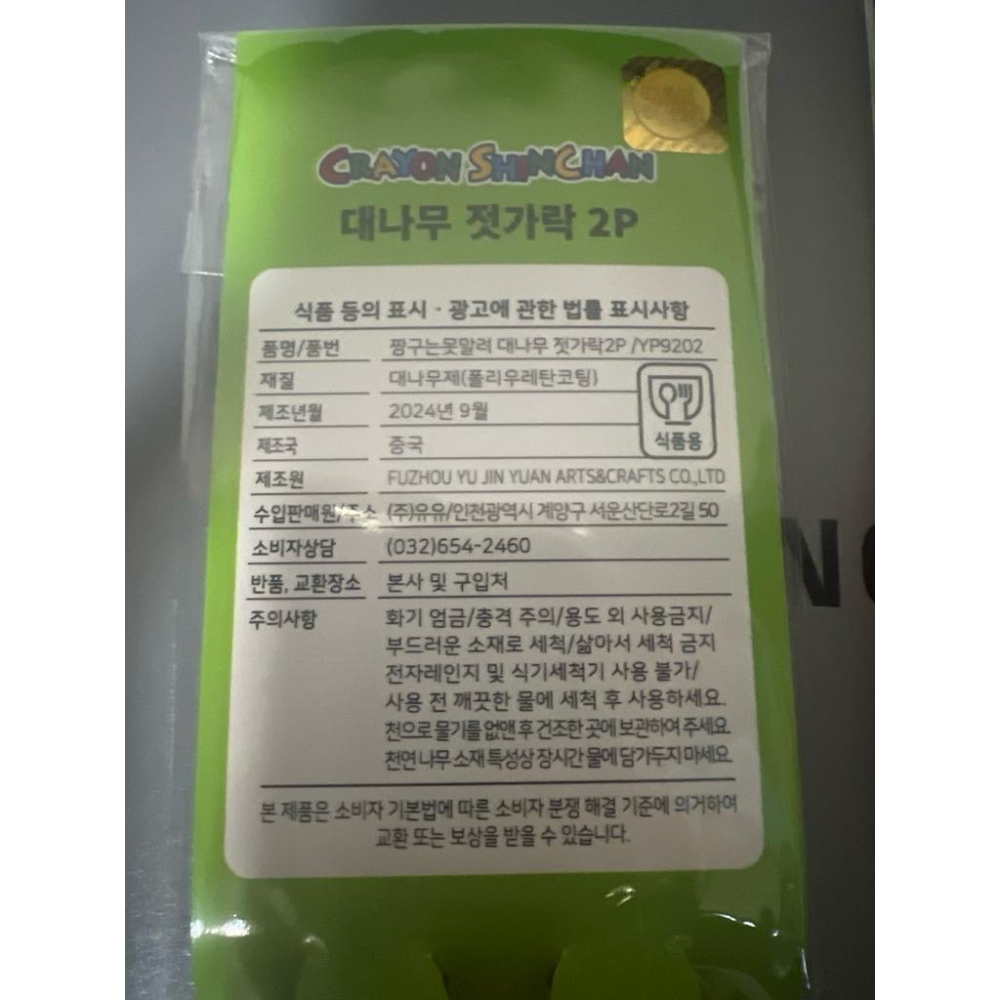 CRAYON SHINCHAN
대나무 젓가락 2P
식품 등의 표시 · 광고에 관한 법률 표시사항
품명/품번 짱구는못말려 대나무 젓가락2P /YP9202
재질 대나무제(폴리우레탄코팅)
제조년월 2024년 9월
제조국 중국
식품용
제조원 FUZHOU YU JIN YUAN ARTS&CRAFTS CO.,LTD
수입판매원/주소 (주)유유/인천광역시 계양구 서운산단로2길 50
소비자상담 (032)654-2460
반품, 교환장소 본사 및 구입처
주의사항 화기 엄금/충격 주의/용도 외 사용금지/
부드러운 소재로 세척/삶아서 세척 금지
전자레인지 및 식기세척기 사용 불가/
사용 전 깨끗한 물에 세척 후 사용하세요.
천으로 물기를 없앤 후 건조한 곳에 보관하여 주세요.
천연 나무 소재 특성상 장시간 물에 담가두지 마세요.
본 제품은 소비자 기본법에 따른 소비자 분쟁 해결 기준에 의거하여
교환 또는 보상을 받을 수 있습니다.
N